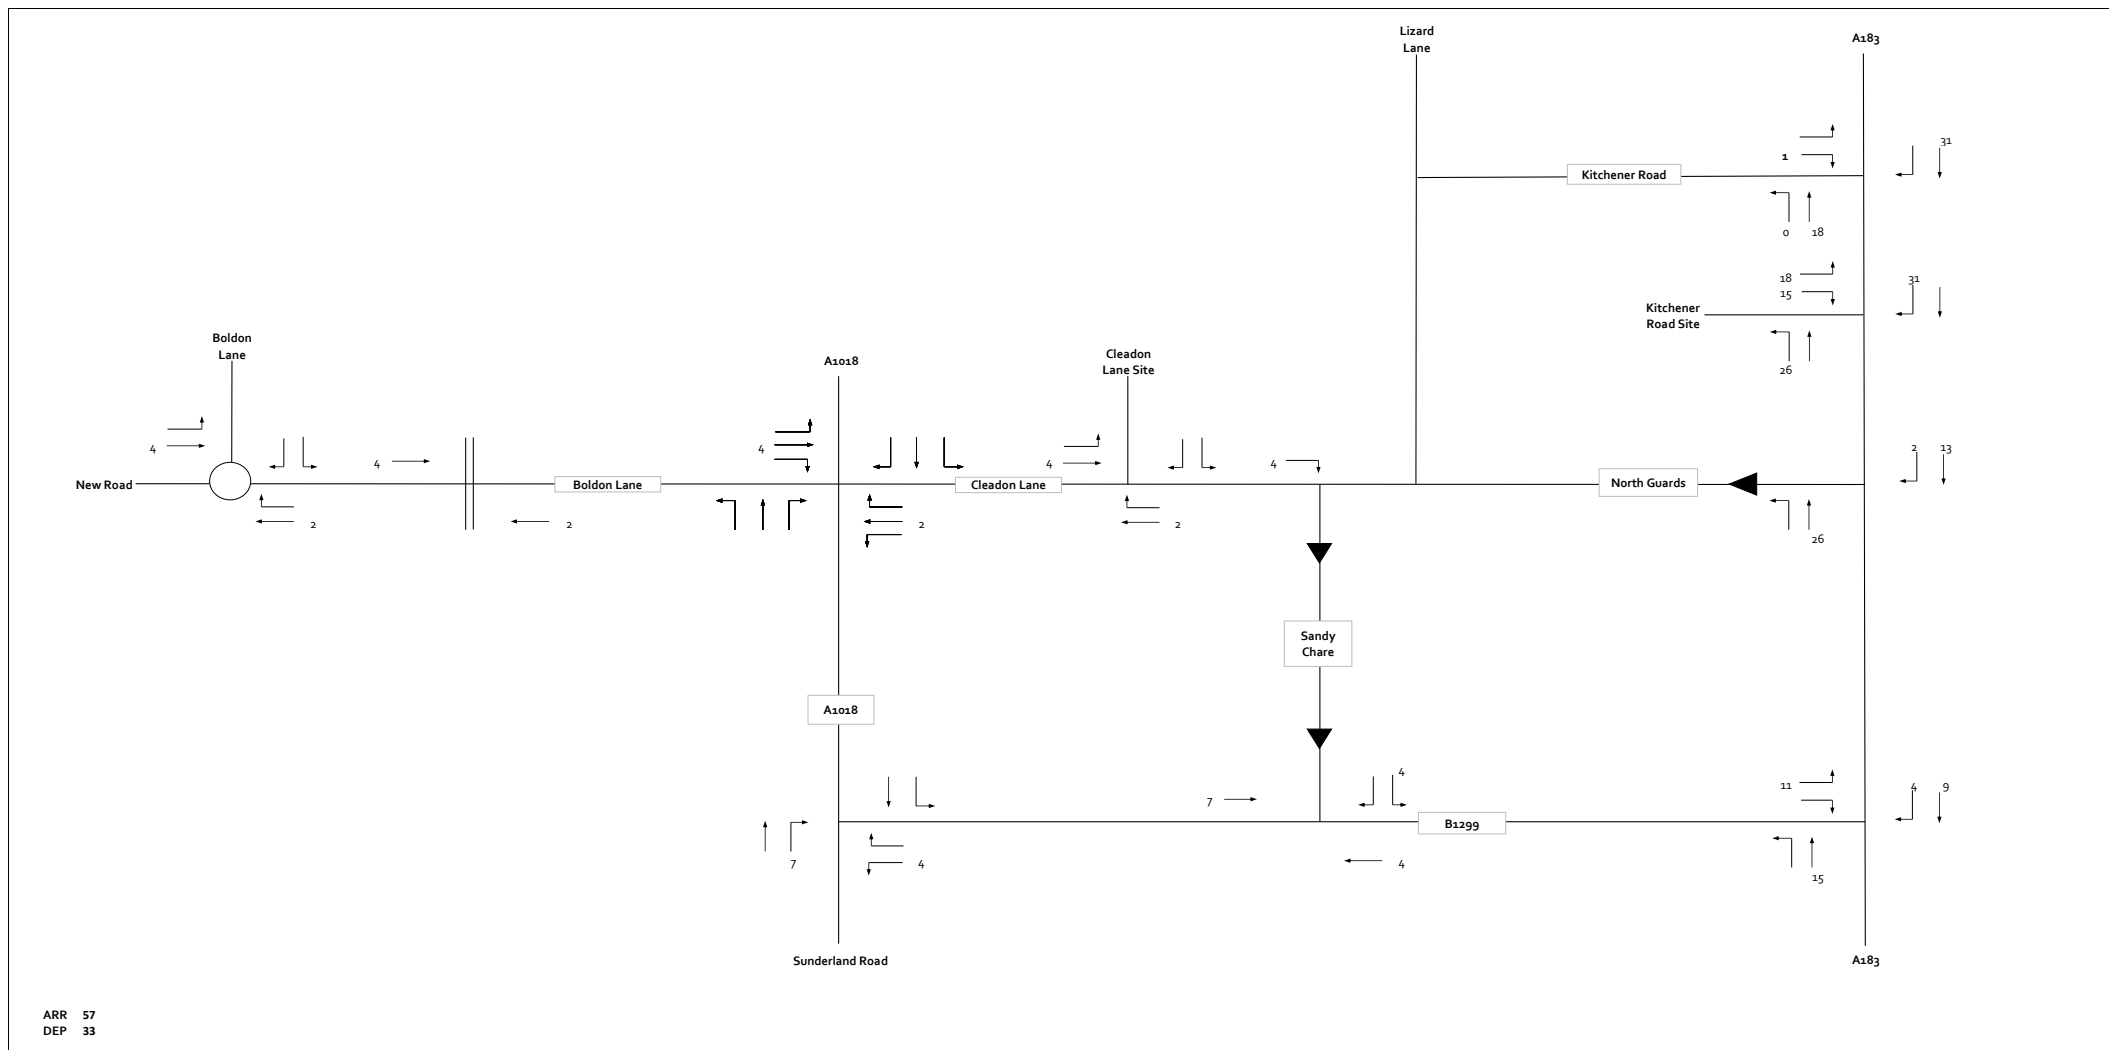 Lizard
Lane
A183
31
1
Kitchener Road
0 18
18
15
31
Kitchener
Road Site
26
Boldon
Lane
A1018
Cleadon
Lane Site
4
4
4
4
4
2 13
New Road
Boldon Lane
Cleadon Lane
North Guards
2
2
2
2
26
Sandy
Chare
A1018
7
4
11
4 9
B1299
7
4
4
15
Sunderland Road
A183
ARR 57
DEP 33